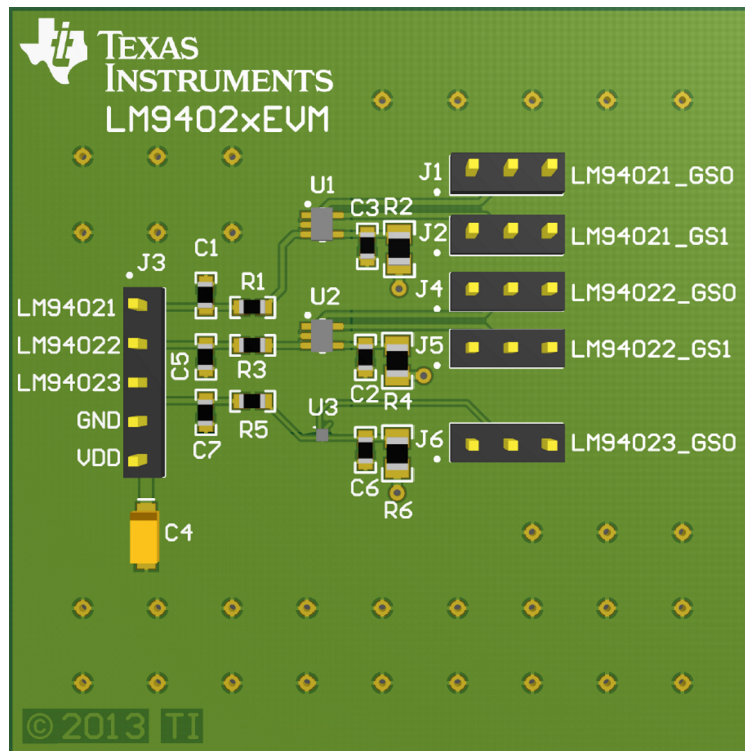 TEXAS
INSTRUMENTS
LM9402xEVM
J1
LM94021_GS0
U1
C3
R2
J2
LM94021_GS1
J3
C1
R1
U2
J4
LM94022_GS0
LM94021
LM94022
C5
R3
C2
R4
J5
LM94022_GS1
LM94023
U3
GND
C7
R5
J6
LM94023_GS0
VDD
C6
R6
C4
© 2013 TI